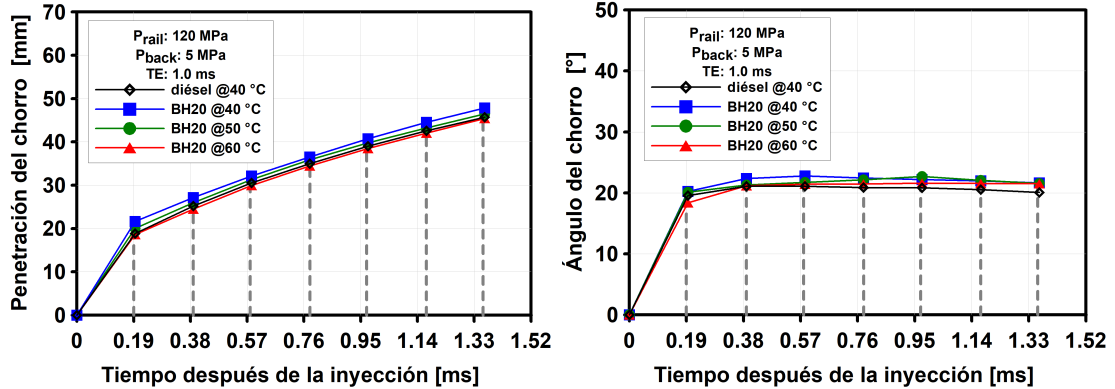 Penetración del chorro [mm]
70
60
50
40
30
20
10
0
P_rail: 120 MPa
P_back: 5 MPa
TE: 1.0 ms
diésel @40 °C
BH20 @40 °C
BH20 @50 °C
BH20 @60 °C
0 0.19 0.38 0.57 0.76 0.95 1.14 1.33 1.52
Tiempo después de la inyección [ms]
Ángulo del chorro [°]
50
40
30
20
10
0
P_rail: 120 MPa
P_back: 5 MPa
TE: 1.0 ms
diésel @40 °C
BH20 @40 °C
BH20 @50 °C
BH20 @60 °C
0 0.19 0.38 0.57 0.76 0.95 1.14 1.33 1.52
Tiempo después de la inyección [ms]